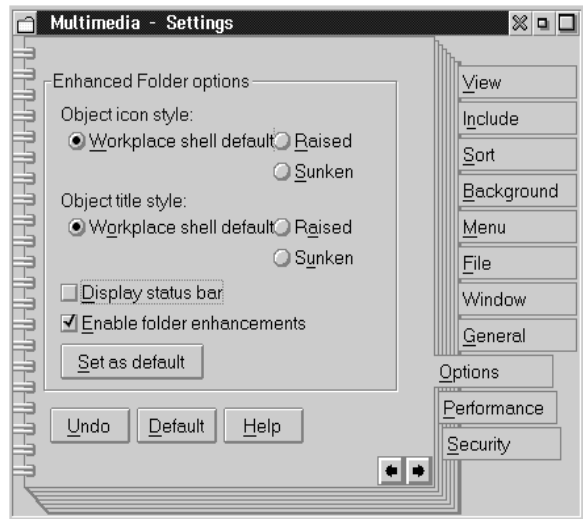 Multimedia - Settings
Enhanced Folder options
Object icon style:
Workplace shell default Raised
Sunken
Object title style:
Workplace shell default Raised
Sunken
Display status bar
Enable folder enhancements
Set as default
Undo Default Help
View
Include
Sort
Background
Menu
File
Window
General
Options
Performance
Security